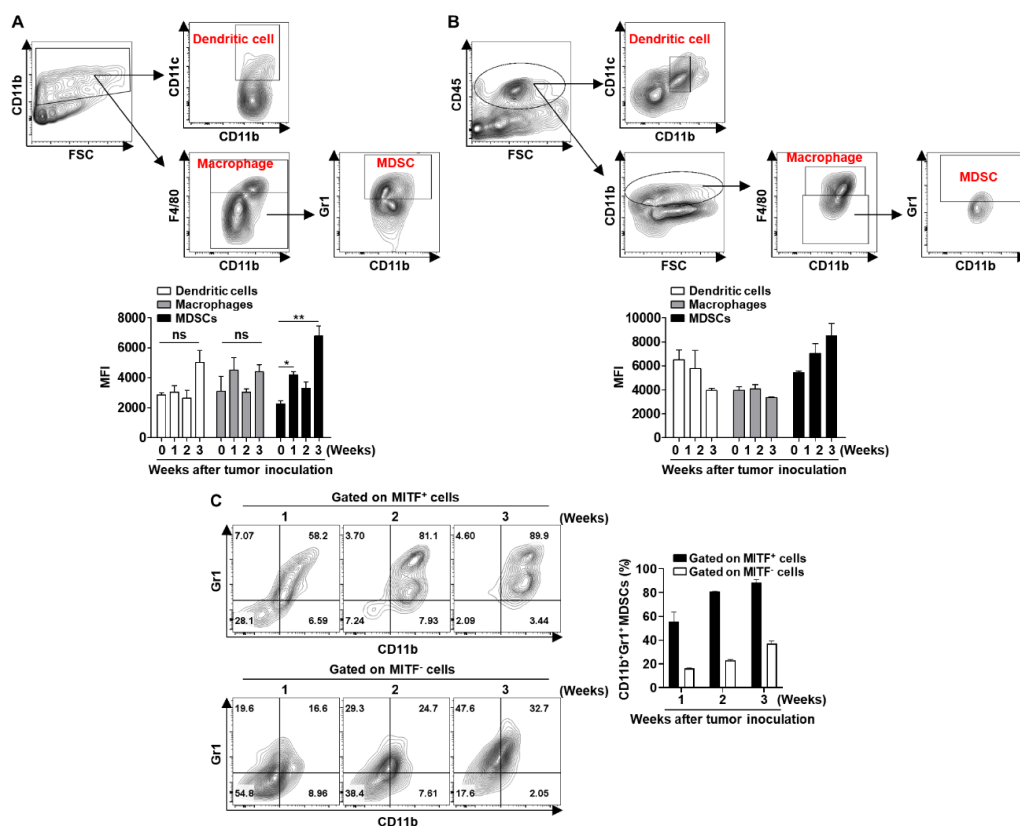 A
CD11b
FSC
Dendritic cell
CD11c
CD11b
Macrophage
F4/80
CD11b
MDSC
Gr1
CD11b
Dendritic cells
Macrophages
MDSCs
MFI
8000
6000
4000
2000
0
ns
ns
*
**
0 1 2 3 0 1 2 3 0 1 2 3 (Weeks)
Weeks after tumor inoculation
B
CD45
FSC
Dendritic cell
CD11c
CD11b
CD11b
FSC
Macrophage
F4/80
CD11b
MDSC
Gr1
CD11b
Dendritic cells
Macrophages
MDSCs
MFI
10000
8000
6000
4000
2000
0
0 1 2 3 0 1 2 3 0 1 2 3 (Weeks)
Weeks after tumor inoculation
C
Gated on MITF⁺ cells
1 2 3 (Weeks)
7.07 58.2 3.70 81.1 4.60 89.9
Gr1
28.1 6.59 7.24 7.93 2.09 3.44
CD11b
Gated on MITF⁻ cells
1 2 3 (Weeks)
19.6 16.6 29.3 24.7 47.6 32.7
Gr1
54.8 8.96 38.4 7.61 17.6 2.05
CD11b
Gated on MITF⁺ cells
Gated on MITF⁻ cells
CD11b⁺Gr1⁺ MDSCs (%)
100
80
60
40
20
0
1 2 3 (Weeks)
Weeks after tumor inoculation